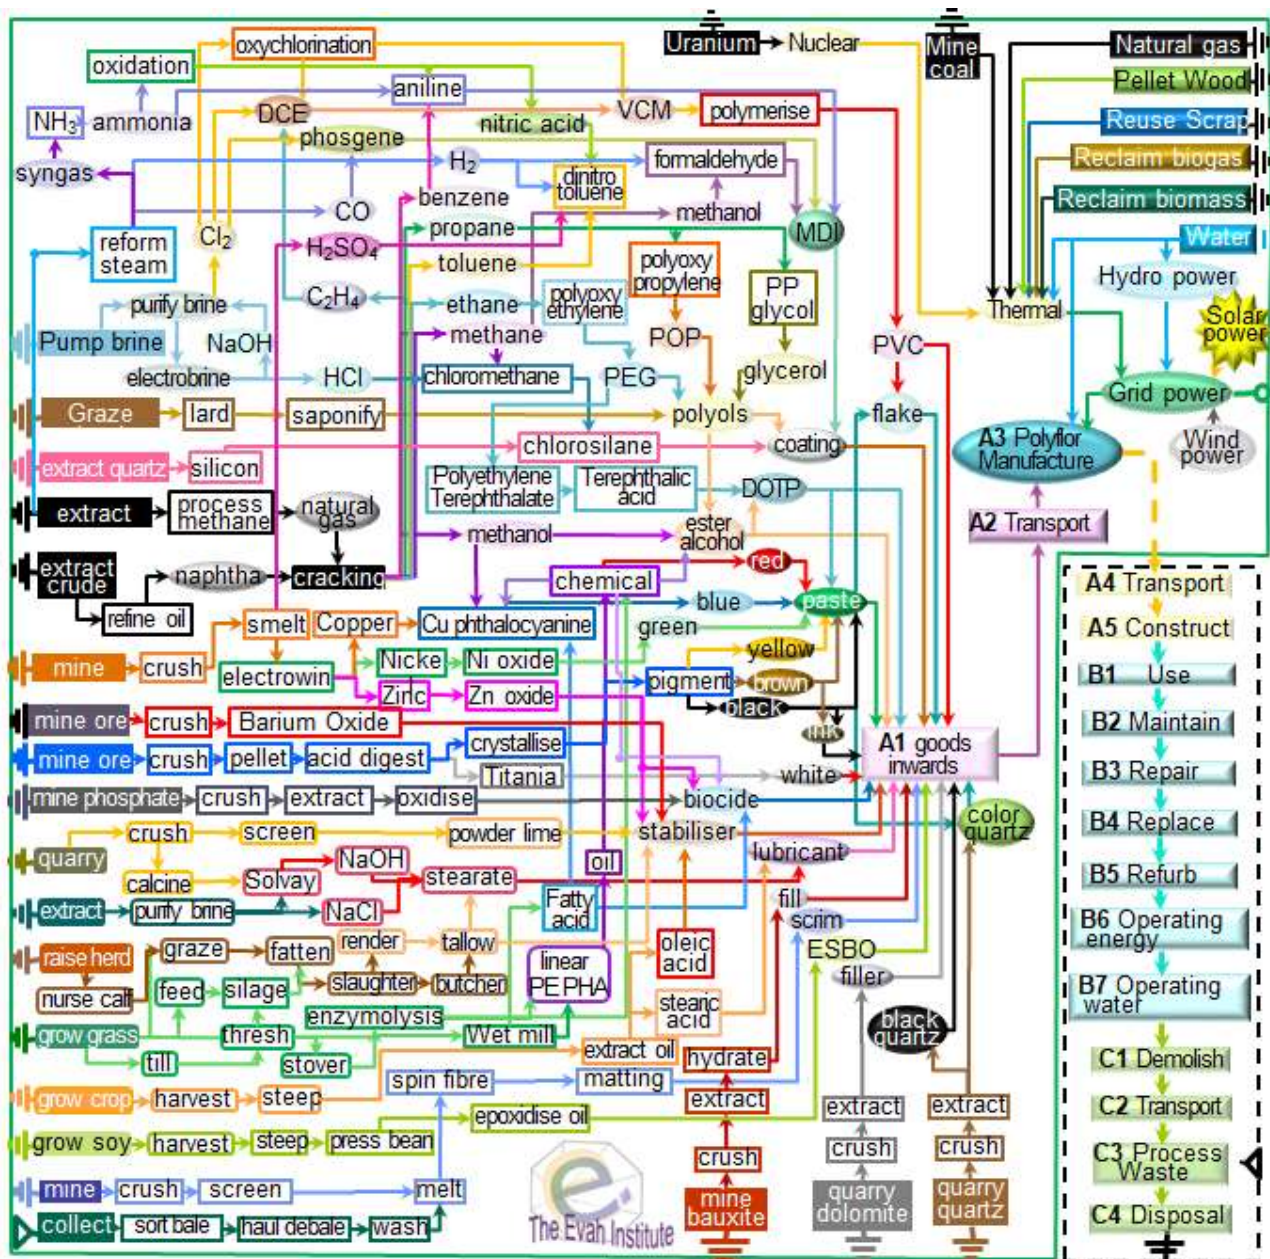 oxychlorination
Uranium
Nuclear
Mine
coal
Natural gas
oxidation
aniline
Pellet Wood
DCE
VCM
polymerise
NH₃
ammonia
phosgene
nitric acid
Reuse Scrap
syngas
H₂
formaldehyde
Reclaim biogas
dinitro
toluene
benzene
CO
methanol
Reclaim biomass
Cl₂
reform
steam
H₂SO₄
propane
MDI
Water
toluene
polyoxy
propylene
PP
glycol
Hydro power
C₂H₄
ethane
polyoxy
ethylene
purify brine
Thermal
Solar
power
Pump brine
NaOH
methane
POP
PVC
electrobrine
HCl
chloromethane
PEG
glycerol
Grid power
Graze
lard
saponify
polyols
flake
extract quartz
silicon
chlorosilane
coating
A3 Polyflor
Manufacture
Wind
power
Polyethylene
Terephthalate
Terephthalic
acid
DOTP
extract
process
methane
natural
gas
methanol
ester
alcohol
A2 Transport
extract
crude
naphtha
cracking
chemical
red
A4 Transport
refine oil
smelt
Copper
Cu phthalocyanine
blue
paste
green
A5 Construct
mine
crush
electrowin
Nicke
Ni oxide
yellow
B1 Use
Zinc
Zn oxide
pigment
brown
black
mine ore
crush
Barium Oxide
ink
B2 Maintain
A1 goods
inwards
mine ore
crush
pellet
acid digest
crystallise
Titania
white
B3 Repair
mine phosphate
crush
extract
oxidise
biocide
color
quartz
B4 Replace
crush
screen
powder lime
stabiliser
quarry
NaOH
oil
lubricant
calcine
Solvay
stearate
B5 Refurb
extract
purify brine
NaCl
Fatty
acid
fill
scrim
B6 Operating
energy
raise herd
graze
fatten
render
tallow
oleic
acid
ESBO
filler
linear
PE PHA
nurse calf
feed
silage
slaughter
butcher
B7 Operating
water
enzymolysis
stearic
acid
black
quartz
grow grass
thresh
Wet mill
till
stover
extract oil
hydrate
C1 Demolish
spin fibre
matting
grow crop
harvest
steep
extract
extract
extract
C2 Transport
epoxidise oil
grow soy
harvest
steep
press bean
crush
crush
crush
C3 Process
Waste
mine
crush
screen
melt
mine
bauxite
quarry
dolomite
quarry
quartz
C4 Disposal
collect
sort bale
haul debale
wash
e
The Evah Institute